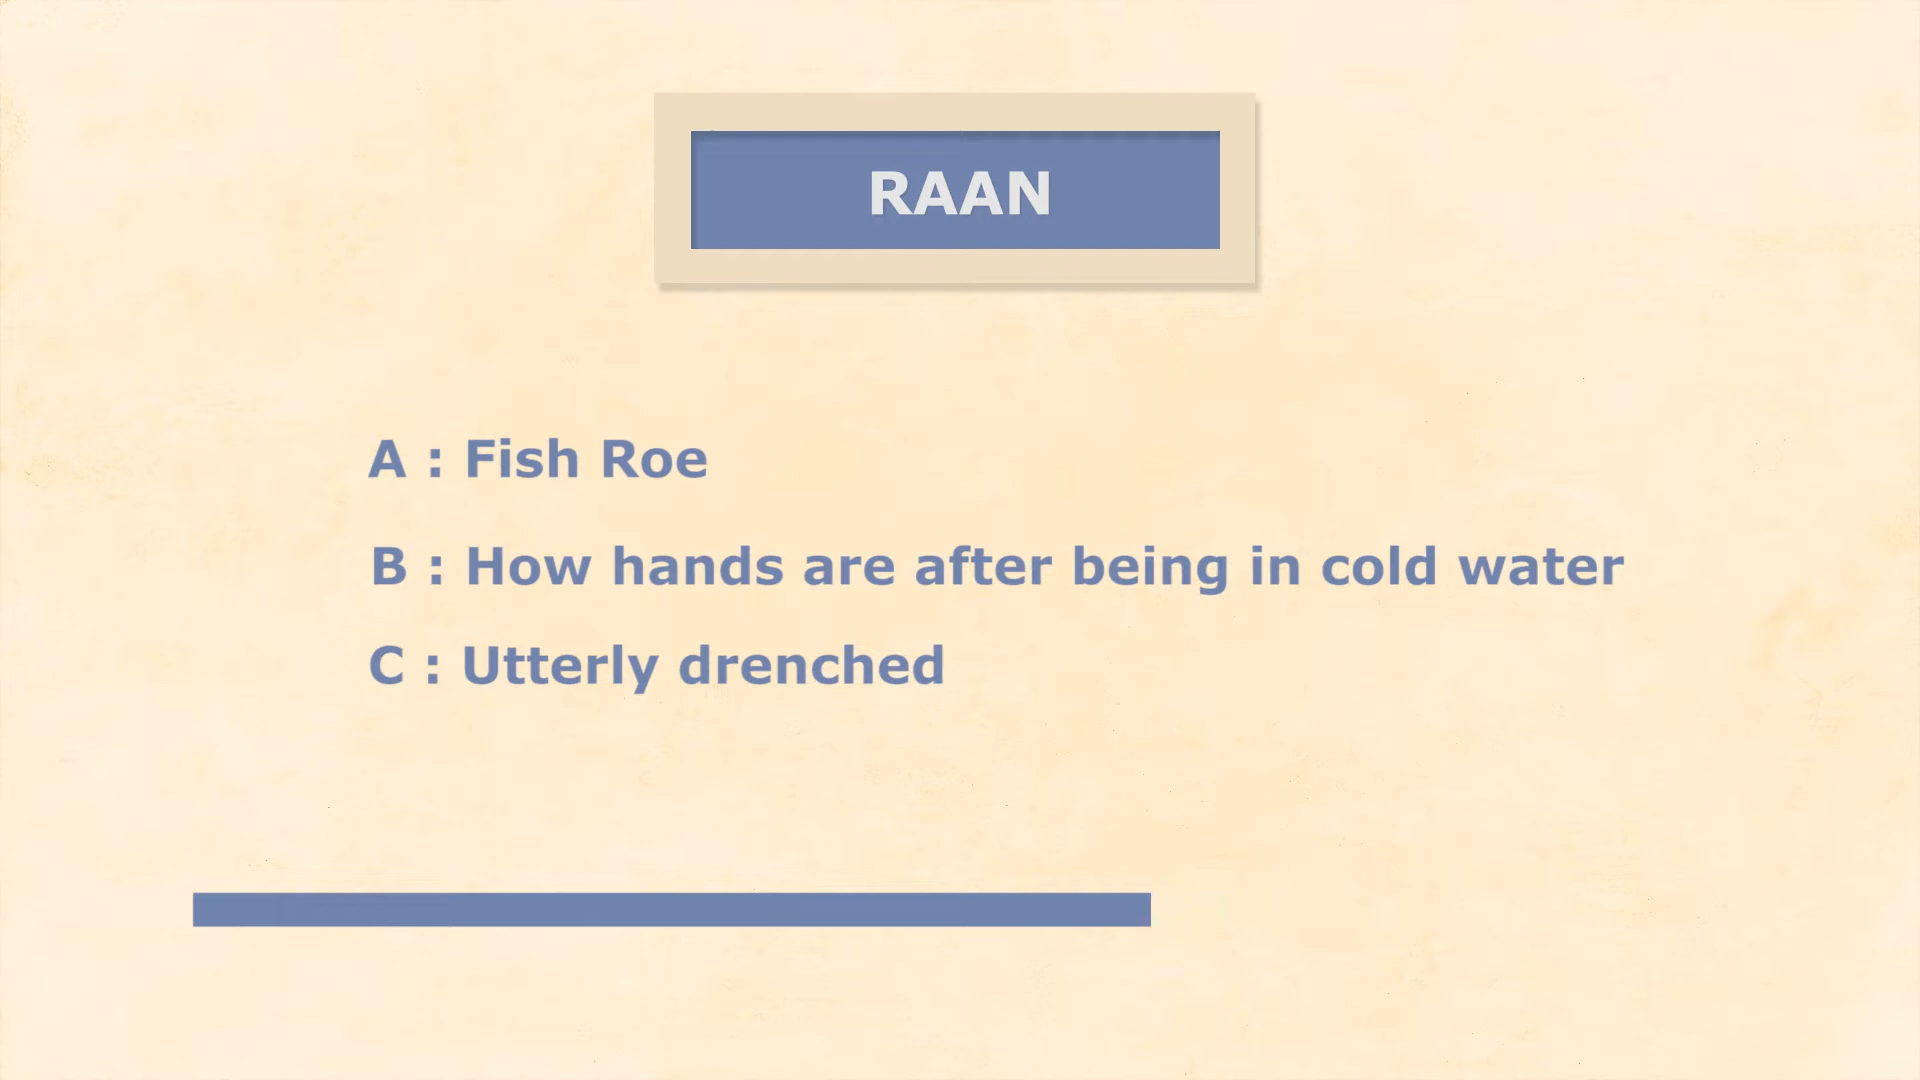 RAAN
A : Fish Roe
B : How hands are after being in cold water
C : Utterly drenched